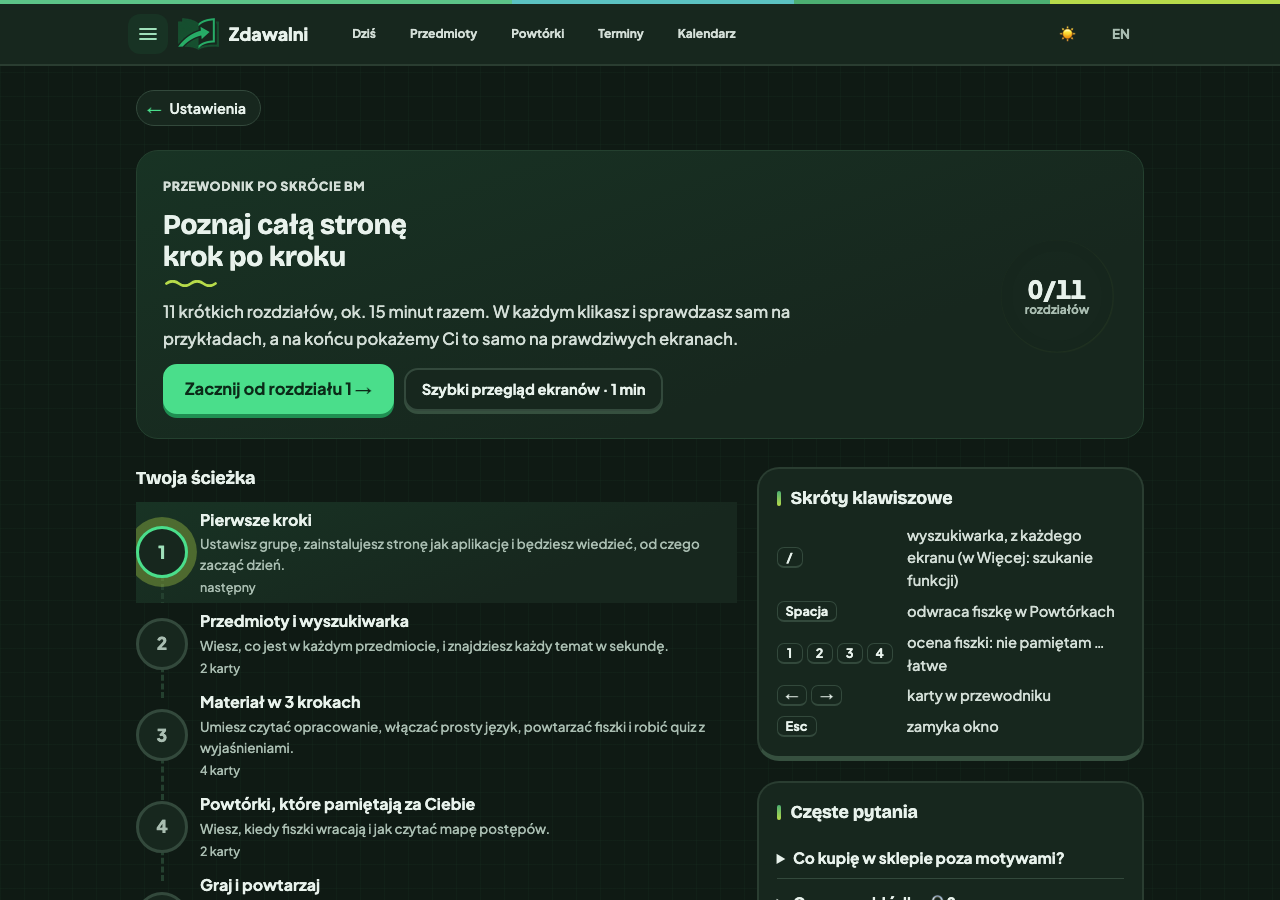 Zdawalni
Dziś
Przedmioty
Powtórki
Terminy
Kalendarz
EN
← Ustawienia
PRZEWODNIK PO SKRÓCIE BM
Poznaj całą stronę
krok po kroku
11 krótkich rozdziałów, ok. 15 minut razem. W każdym klikasz i sprawdzasz sam na
przykładach, a na końcu pokażemy Ci to samo na prawdziwych ekranach.
Zacznij od rozdziału 1 →
Szybki przegląd ekranów · 1 min
0/11
rozdziałów
Twoja ścieżka
1
Pierwsze kroki
Ustawisz grupę, zainstalujesz stronę jak aplikację i będziesz wiedzieć, od czego
zacząć dzień.
następny
2
Przedmioty i wyszukiwarka
Wiesz, co jest w każdym przedmiocie, i znajdziesz każdy temat w sekundę.
2 karty
3
Materiał w 3 krokach
Umiesz czytać opracowanie, włączać prosty język, powtarzać fiszki i robić quiz z
wyjaśnieniami.
4 karty
4
Powtórki, które pamiętają za Ciebie
Wiesz, kiedy fiszki wracają i jak czytać mapę postępów.
2 karty
Graj i powtarzaj
Skróty klawiszowe
/
wyszukiwarka, z każdego
ekranu (w Więcej: szukanie
funkcji)
Spacja
odwraca fiszkę w Powtórkach
1 2 3 4
ocena fiszki: nie pamiętam ...
łatwe
← →
karty w przewodniku
Esc
zamyka okno
Częste pytania
Co kupię w sklepie poza motywami?